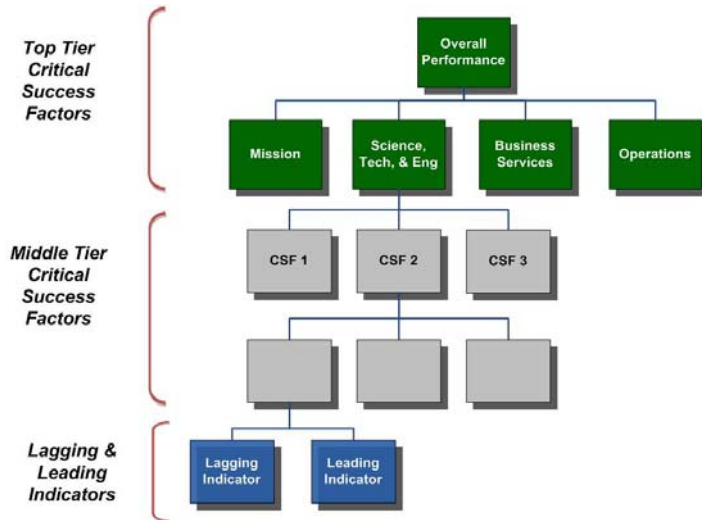 Top Tier
Critical
Success
Factors
Overall
Performance
Mission
Science,
Tech, & Eng
Business
Services
Operations
Middle Tier
Critical
Success
Factors
CSF 1
CSF 2
CSF 3
Lagging &
Leading
Indicators
Lagging
Indicator
Leading
Indicator